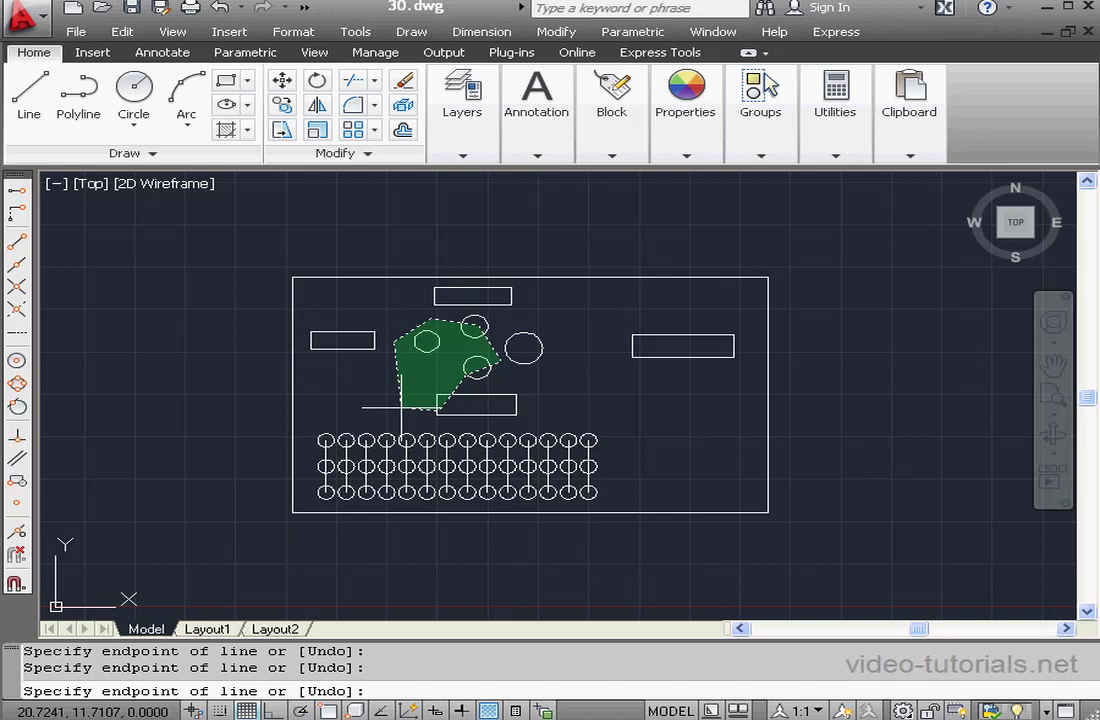 30.dwg
Type a keyword or phrase
Sign In
File Edit View Insert Format Tools Draw Dimension Modify Parametric Window Help Express
Home Insert Annotate Parametric View Manage Output Plug-ins Online Express Tools
Line Polyline Circle Arc
Layers Annotation Block Properties Groups Utilities Clipboard
Draw Modify
[−] [Top] [2D Wireframe]
N
W TOP E
S
Y
X
Model Layout1 Layout2
Specify endpoint of line or [Undo]:
Specify endpoint of line or [Undo]:
video-tutorials.net
Specify endpoint of line or [Undo]:
20.7241, 11.7107, 0.0000 MODEL 1:1